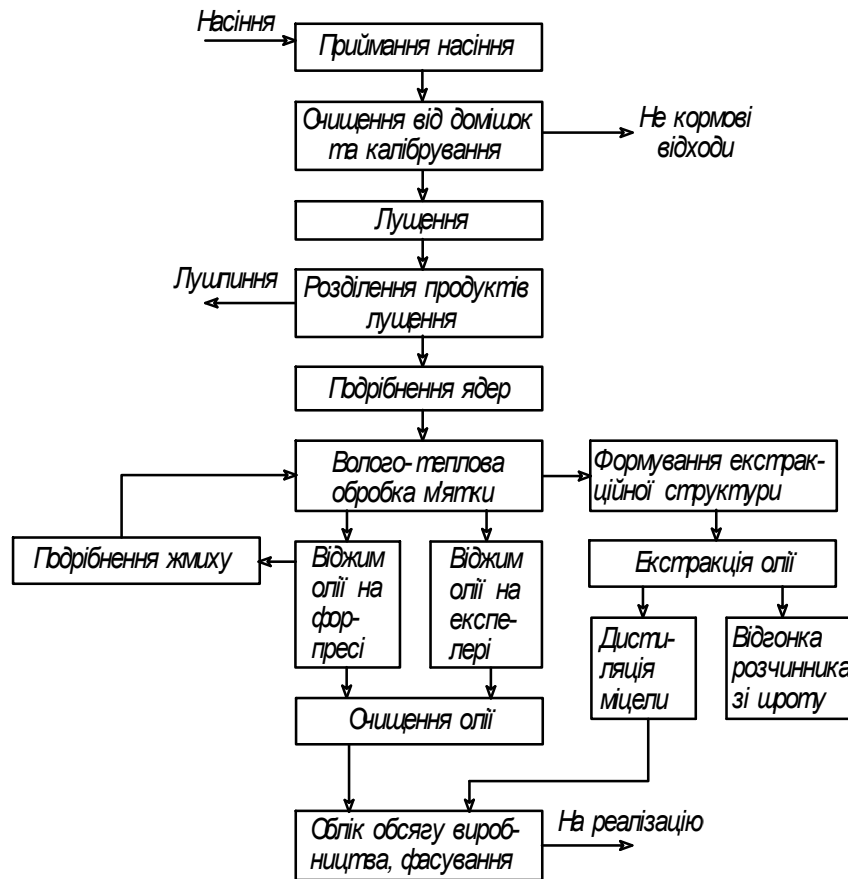 Насіння
Приймання насіння
Очищення від домішок
та калібрування
Не кормові
відходи
Лущення
Лушпиння
Розділення продуктів
лущення
Подрібнення ядер
Волого-теплова
обробка м'ятки
Формування екстрак-
ційної структури
Подрібнення жмиху
Віджим
олії на
фор-
пресі
Віджим
олії на
експе-
лері
Екстракція олії
Дисти-
ляція
міцели
Відгонка
розчинника
зі шроту
Очищення олії
Облік обсягу вироб-
ництва, фасування
На реалізацію